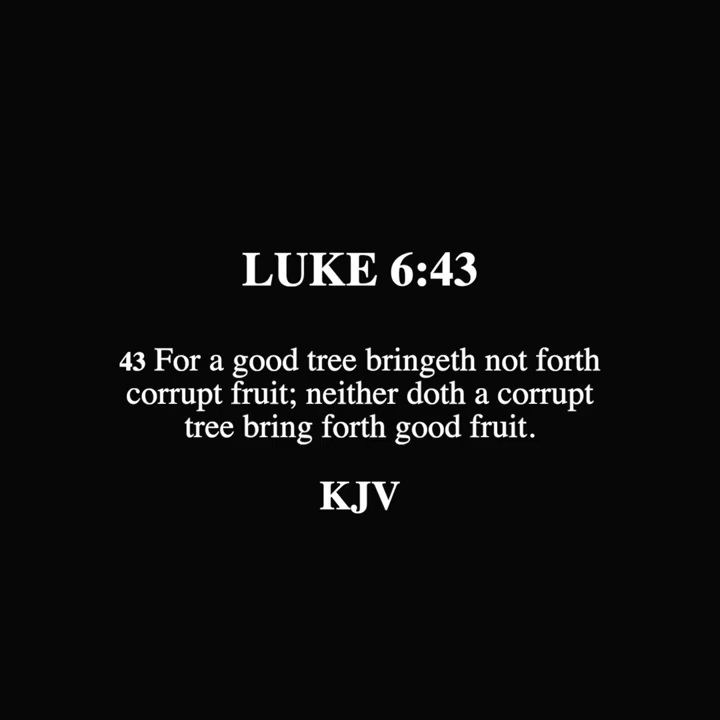 LUKE 6:43
43 For a good tree bringeth not forth
corrupt fruit; neither doth a corrupt
tree bring forth good fruit.
KJV